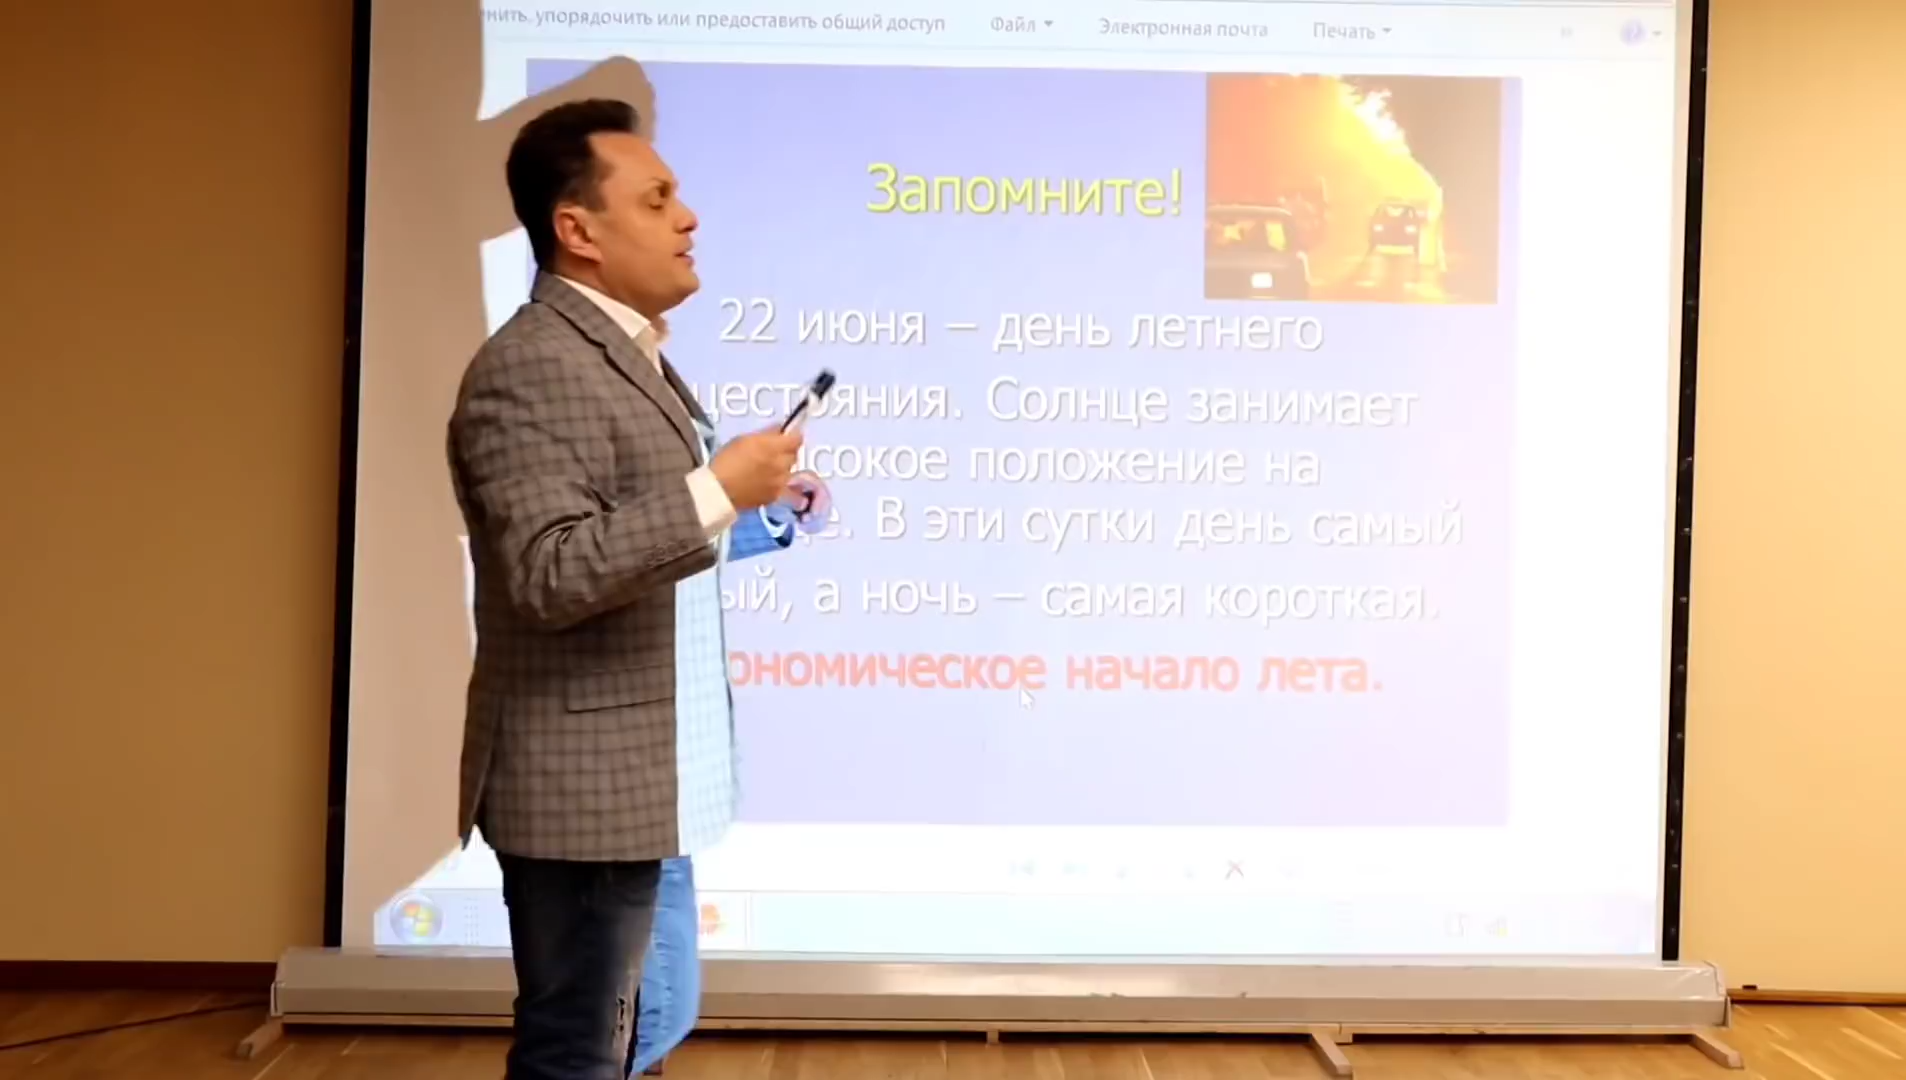 упорядочить или предоставить общий доступ Файл Электронная почта Печать
Запомните!
22 июня – день летнего
Солнце занимает
положение на
В эти сутки день самый
а ночь – самая короткая.
начало лета.